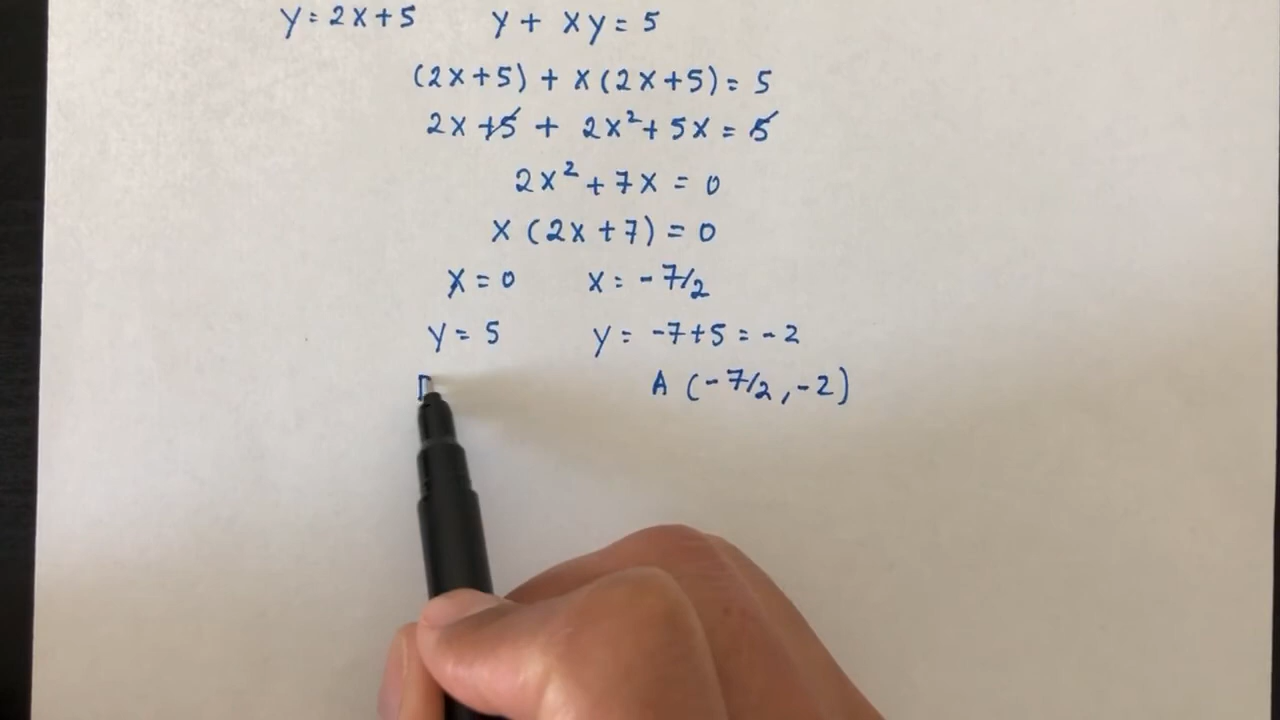 y = 2x + 5 y + xy = 5
(2x + 5) + x(2x + 5) = 5
2x + 5 + 2x² + 5x = 5
2x² + 7x = 0
x (2x + 7) = 0
x = 0 x = -7/2
y = 5 y = -7 + 5 = -2
A (-7/2, -2)